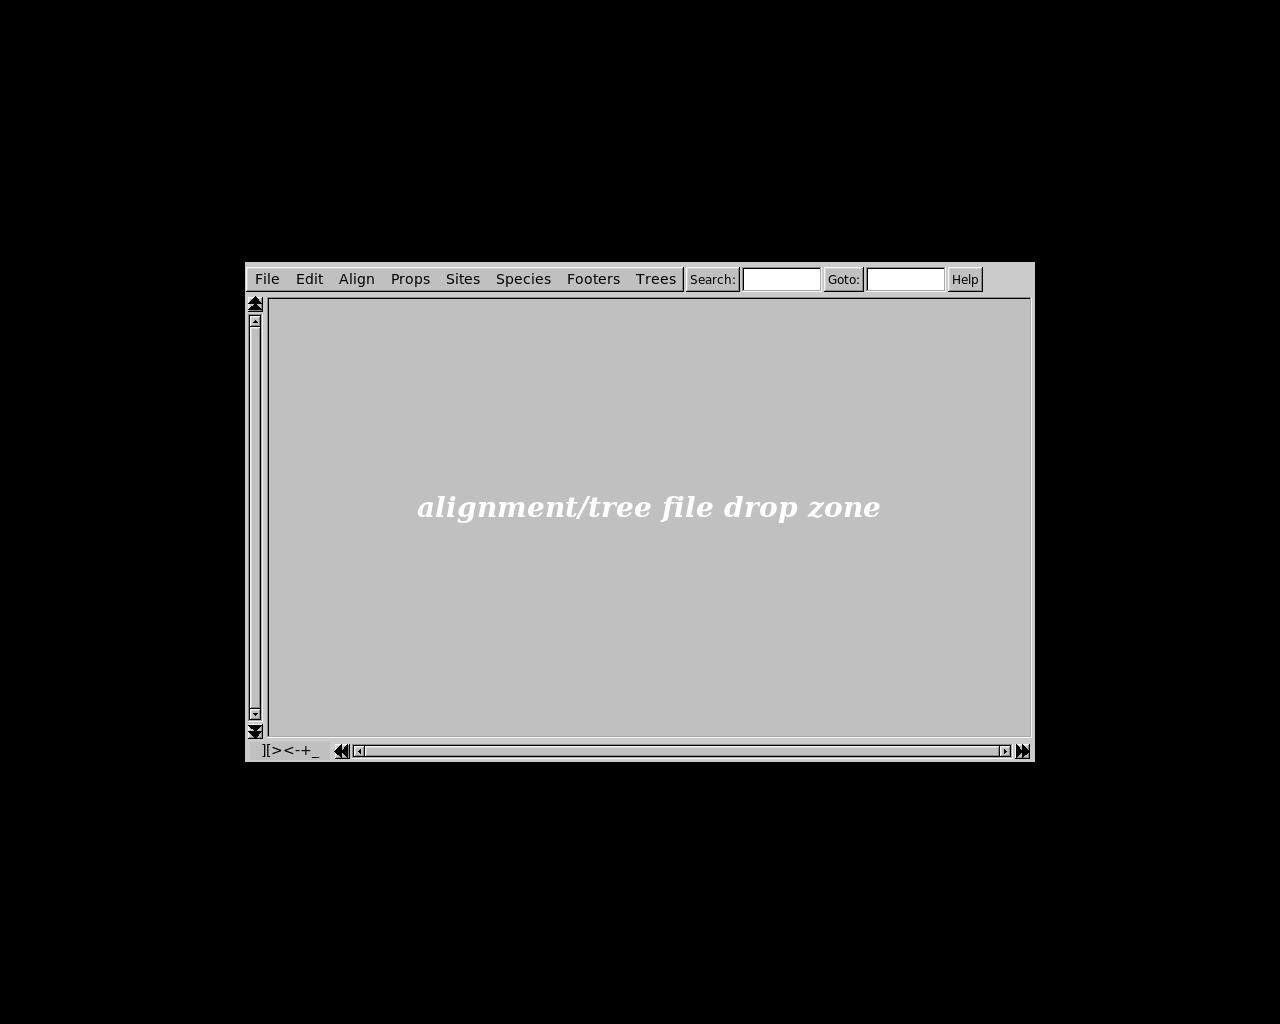 File Edit Align Props Sites Species Footers Trees Search: Goto: Help
alignment/tree file drop zone
][><-+_